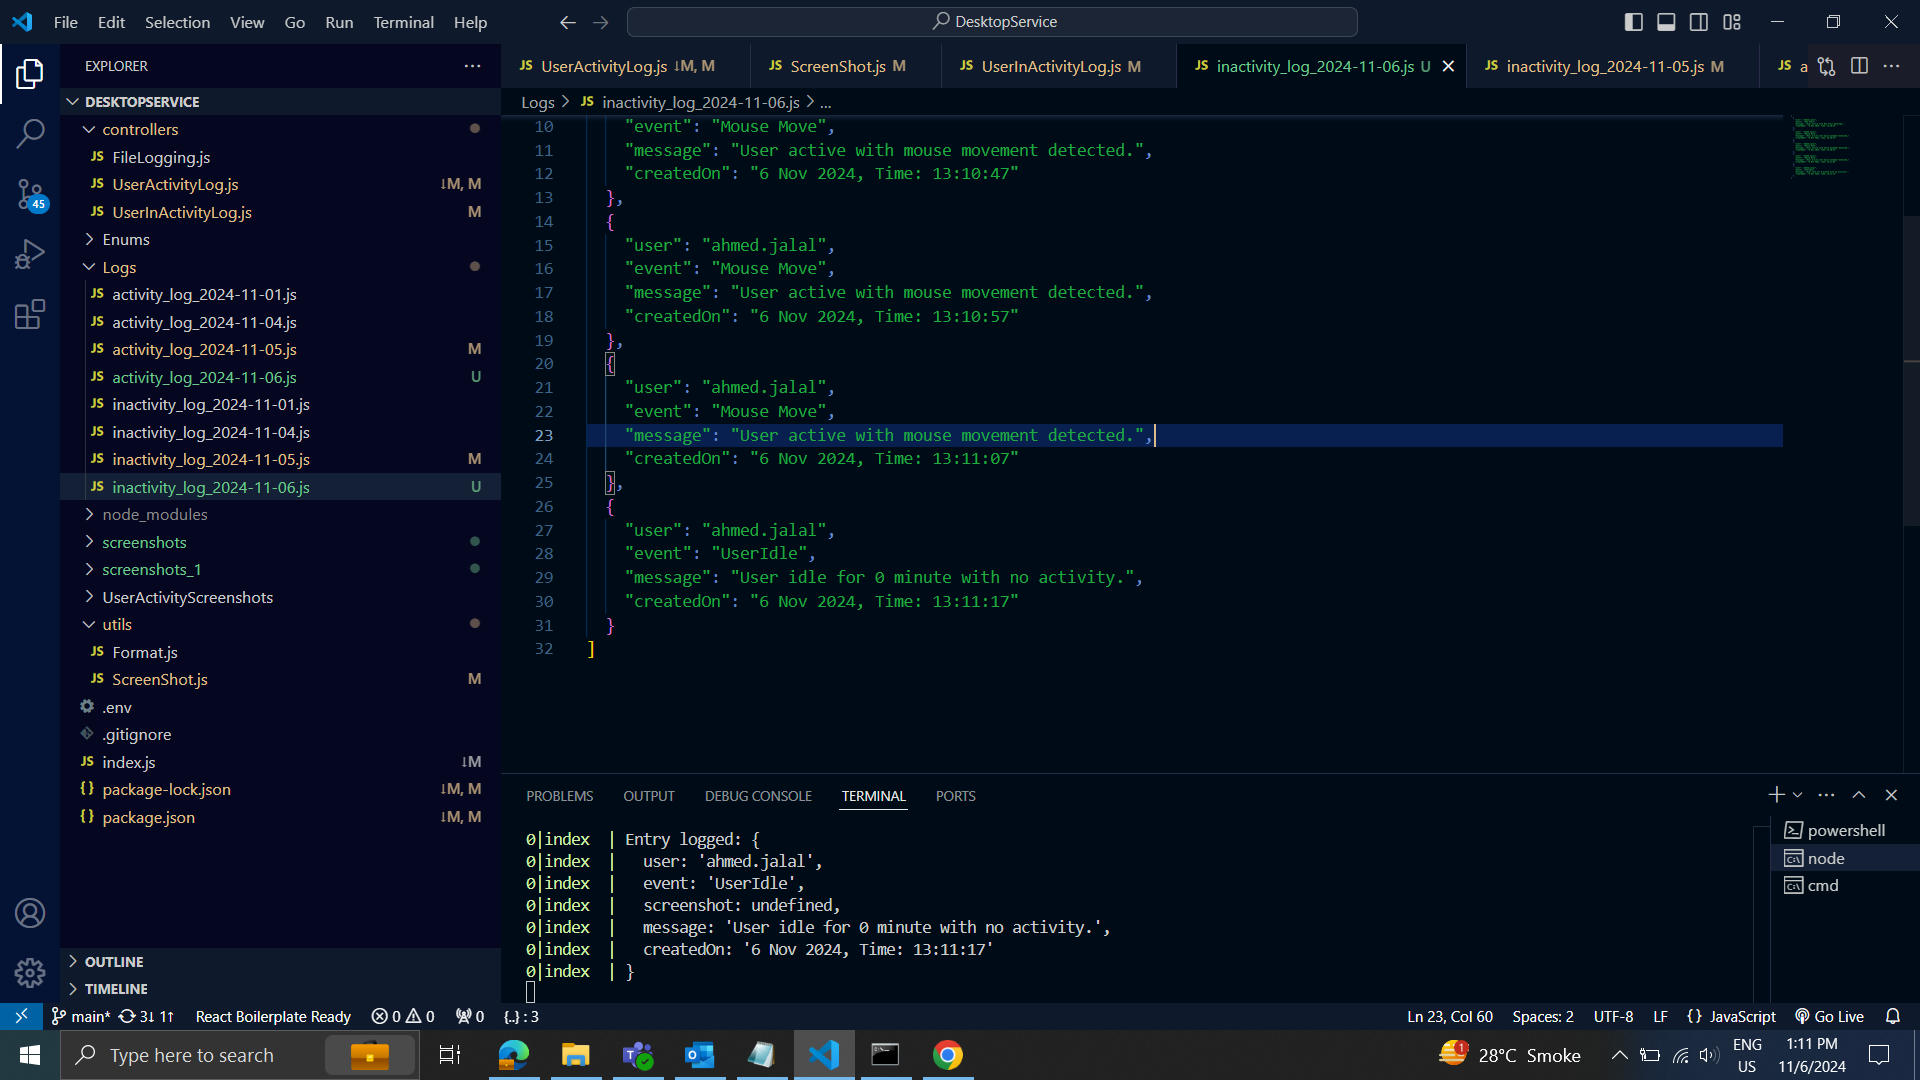 File Edit Selection View Go Run Terminal Help
DesktopService
EXPLORER
DESKTOPSERVICE
controllers
JS FileLogging.js
JS UserActivityLog.js ↓M, M
JS UserInActivityLog.js M
Enums
Logs
JS activity_log_2024-11-01.js
JS activity_log_2024-11-04.js
JS activity_log_2024-11-05.js M
JS activity_log_2024-11-06.js U
JS inactivity_log_2024-11-01.js
JS inactivity_log_2024-11-04.js
JS inactivity_log_2024-11-05.js M
JS inactivity_log_2024-11-06.js U
node_modules
screenshots
screenshots_1
UserActivityScreenshots
utils
JS Format.js
JS ScreenShot.js M
.env
.gitignore
JS index.js ↓M
{} package-lock.json ↓M, M
{} package.json ↓M, M
OUTLINE
TIMELINE
45
JS UserActivityLog.js ↓M, M JS ScreenShot.js M JS UserInActivityLog.js M JS inactivity_log_2024-11-06.js U JS inactivity_log_2024-11-05.js M JS a
Logs > JS inactivity_log_2024-11-06.js > ...
10 "event": "Mouse Move",
11 "message": "User active with mouse movement detected.",
12 "createdOn": "6 Nov 2024, Time: 13:10:47"
13 },
14 {
15 "user": "ahmed.jalal",
16 "event": "Mouse Move",
17 "message": "User active with mouse movement detected.",
18 "createdOn": "6 Nov 2024, Time: 13:10:57"
19 },
20 {
21 "user": "ahmed.jalal",
22 "event": "Mouse Move",
23 "message": "User active with mouse movement detected.",
24 "createdOn": "6 Nov 2024, Time: 13:11:07"
25 },
26 {
27 "user": "ahmed.jalal",
28 "event": "UserIdle",
29 "message": "User idle for 0 minute with no activity.",
30 "createdOn": "6 Nov 2024, Time: 13:11:17"
31 }
32 ]
PROBLEMS OUTPUT DEBUG CONSOLE TERMINAL PORTS
0|index | Entry logged: {
0|index | user: 'ahmed.jalal',
0|index | event: 'UserIdle',
0|index | screenshot: undefined,
0|index | message: 'User idle for 0 minute with no activity.',
0|index | createdOn: '6 Nov 2024, Time: 13:11:17'
0|index | }
powershell
node
cmd
main* 3↓ 1↑ React Boilerplate Ready 0 0 0 {..} : 3 Ln 23, Col 60 Spaces: 2 UTF-8 LF {} JavaScript Go Live
Type here to search
1
28°C Smoke
ENG
US
1:11 PM
11/6/2024